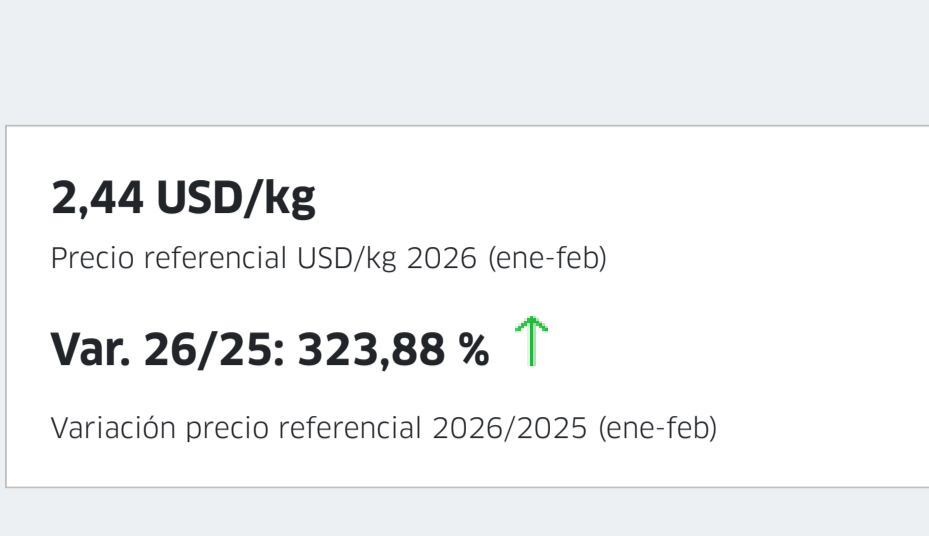 2,44 USD/kg
Precio referencial USD/kg 2026 (ene-feb)
Var. 26/25: 323,88 %
Variación precio referencial 2026/2025 (ene-feb)